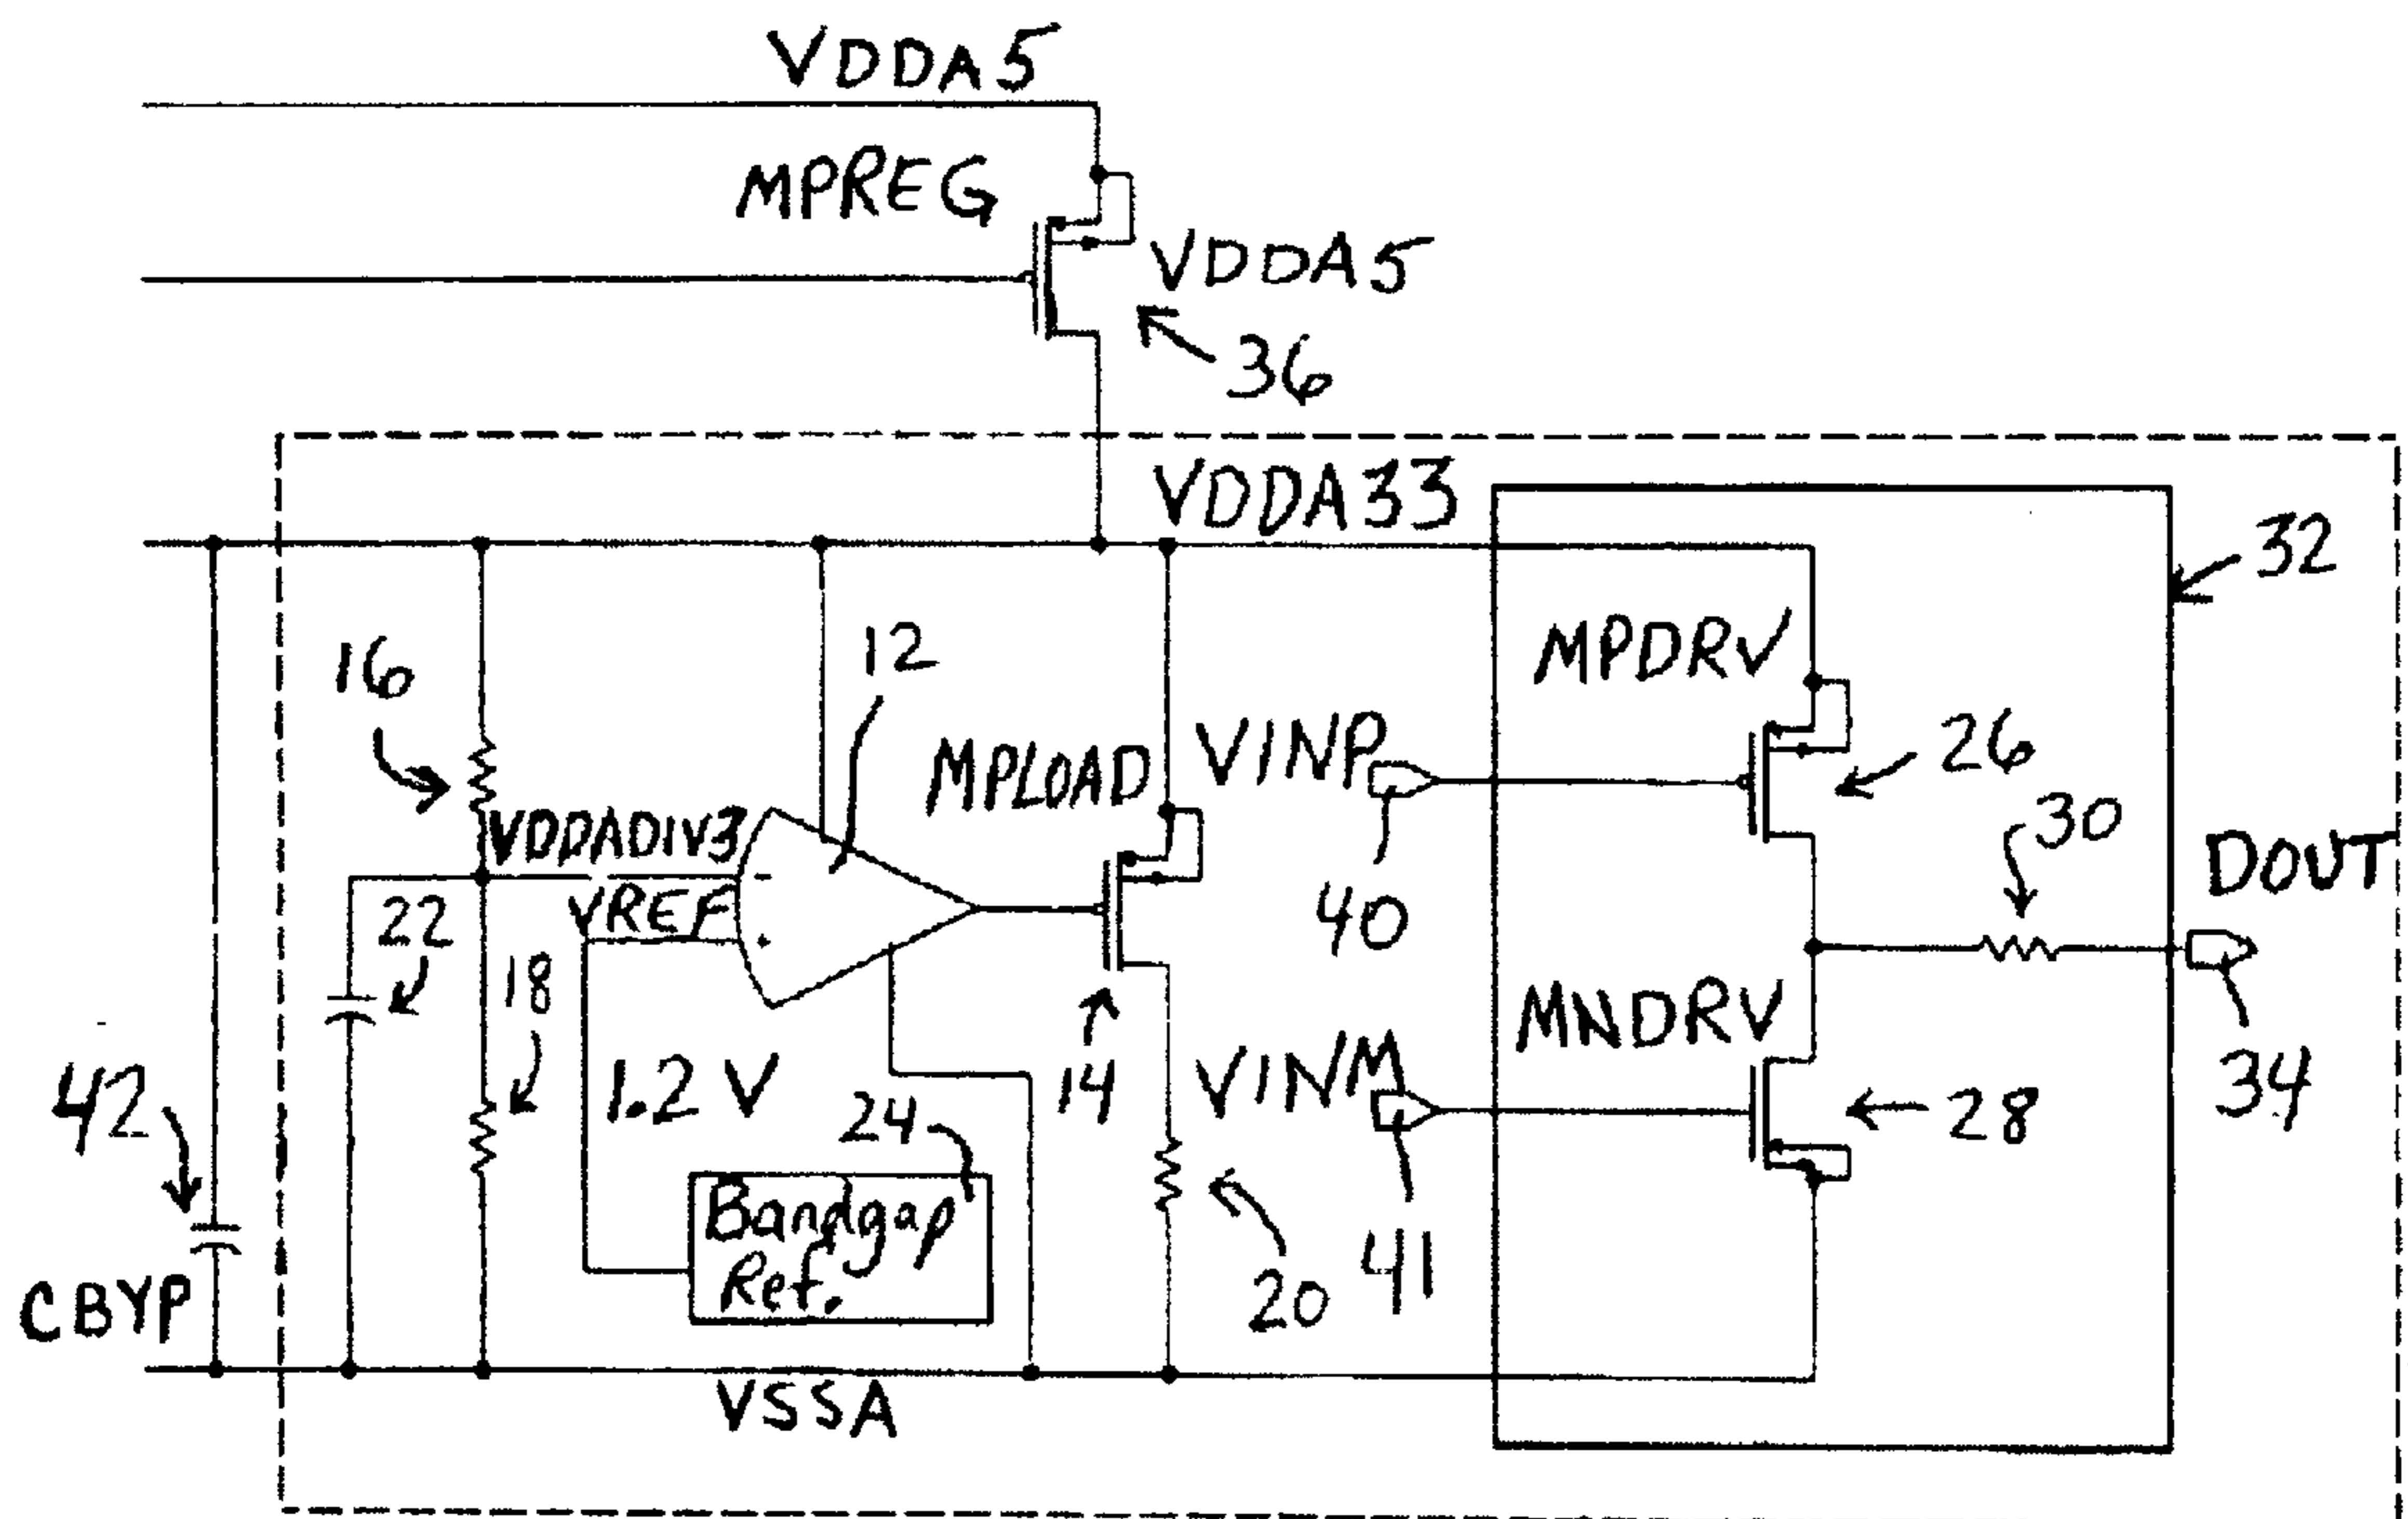 VDDA5
MPREG
VDDA5
36
VDDA33
32
12
16
MPDRV
MPLOAD
VINP
26
30
VDDADIV3
DOUT
-
22
VREF
+
40
18
MNDRV
1.2 V
14
VINM
34
42
24
28
Bandgap
Ref.
20
41
CBYP
VSSA